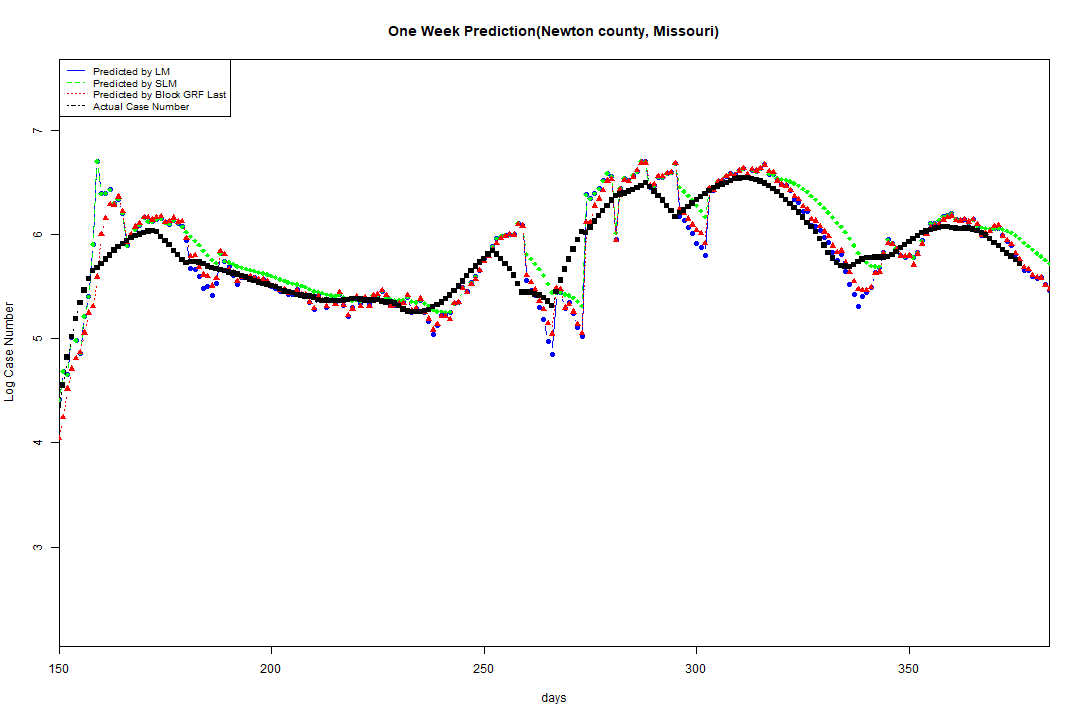 One Week Prediction(Newton county, Missouri)
Predicted by LM
Predicted by SLM
Predicted by Block GRF Last
Actual Case Number
7
6
5
4
3
Log Case Number
150 200 250 300 350
days